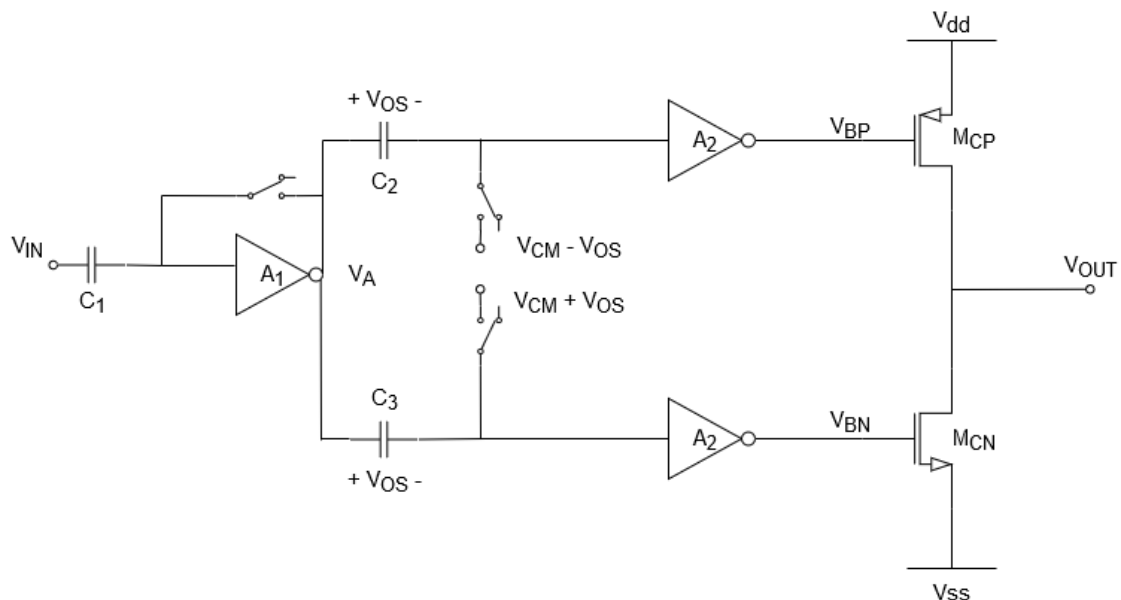 Vdd
+ VOS -
A2
VBP
MCP
C2
VIN
C1
A1
VA
VCM - VOS
VCM + VOS
VOUT
C3
+ VOS -
A2
VBN
MCN
Vss